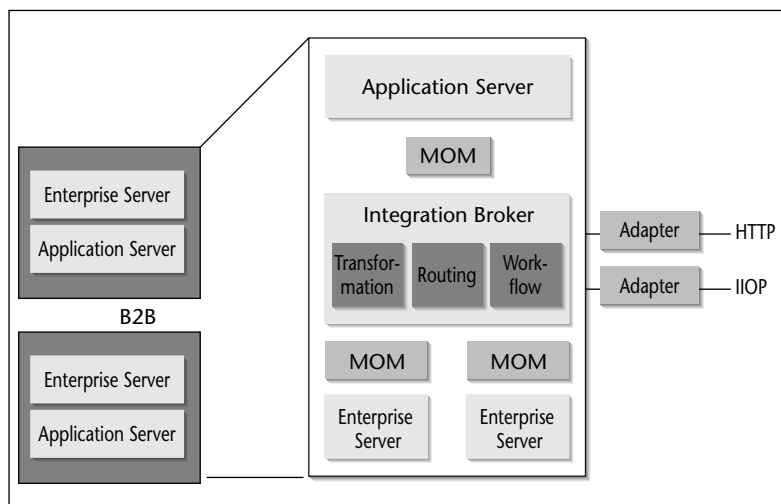 Application Server
MOM
Enterprise Server
Application Server
B2B
Enterprise Server
Application Server
Integration Broker
Transfor-
mation
Routing
Work-
flow
Adapter
HTTP
Adapter
IIOP
MOM
MOM
Enterprise
Server
Enterprise
Server